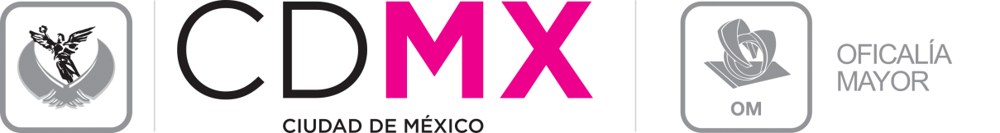 CDMX
CIUDAD DE MÉXICO
OM
OFICALÍA
MAYOR